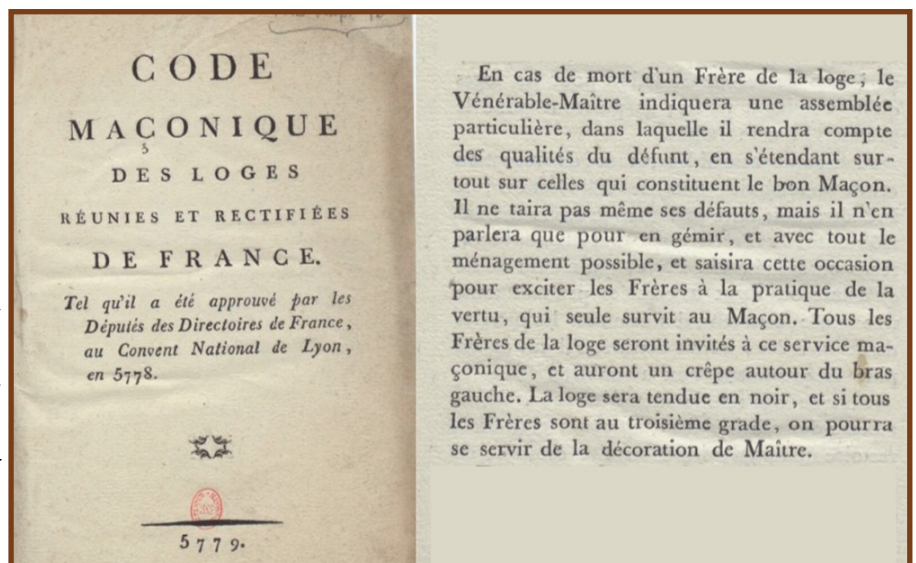 CODE
MAÇONIQUE
DES LOGES
RÉUNIES ET RECTIFIÉES
DE FRANCE.
Tel qu'il a été approuvé par les
Députés des Directoires de France,
au Convent National de Lyon,
en 5778.
5779.
En cas de mort d'un Frère de la loge, le
Vénérable-Maître indiquera une assemblée
particulière, dans laquelle il rendra compte
des qualités du défunt, en s'étendant sur-
tout sur celles qui constituent le bon Maçon.
Il ne taira pas même ses défauts, mais il n'en
parlera que pour en gémir, et avec tout le
ménagement possible, et saisira cette occasion
pour exciter les Frères à la pratique de la
vertu, qui seule survit au Maçon. Tous les
Frères de la loge seront invités à ce service ma-
çonique, et auront un crêpe autour du bras
gauche. La loge sera tendue en noir, et si tous
les Frères sont au troisième grade, on pourra
se servir de la décoration de Maître.